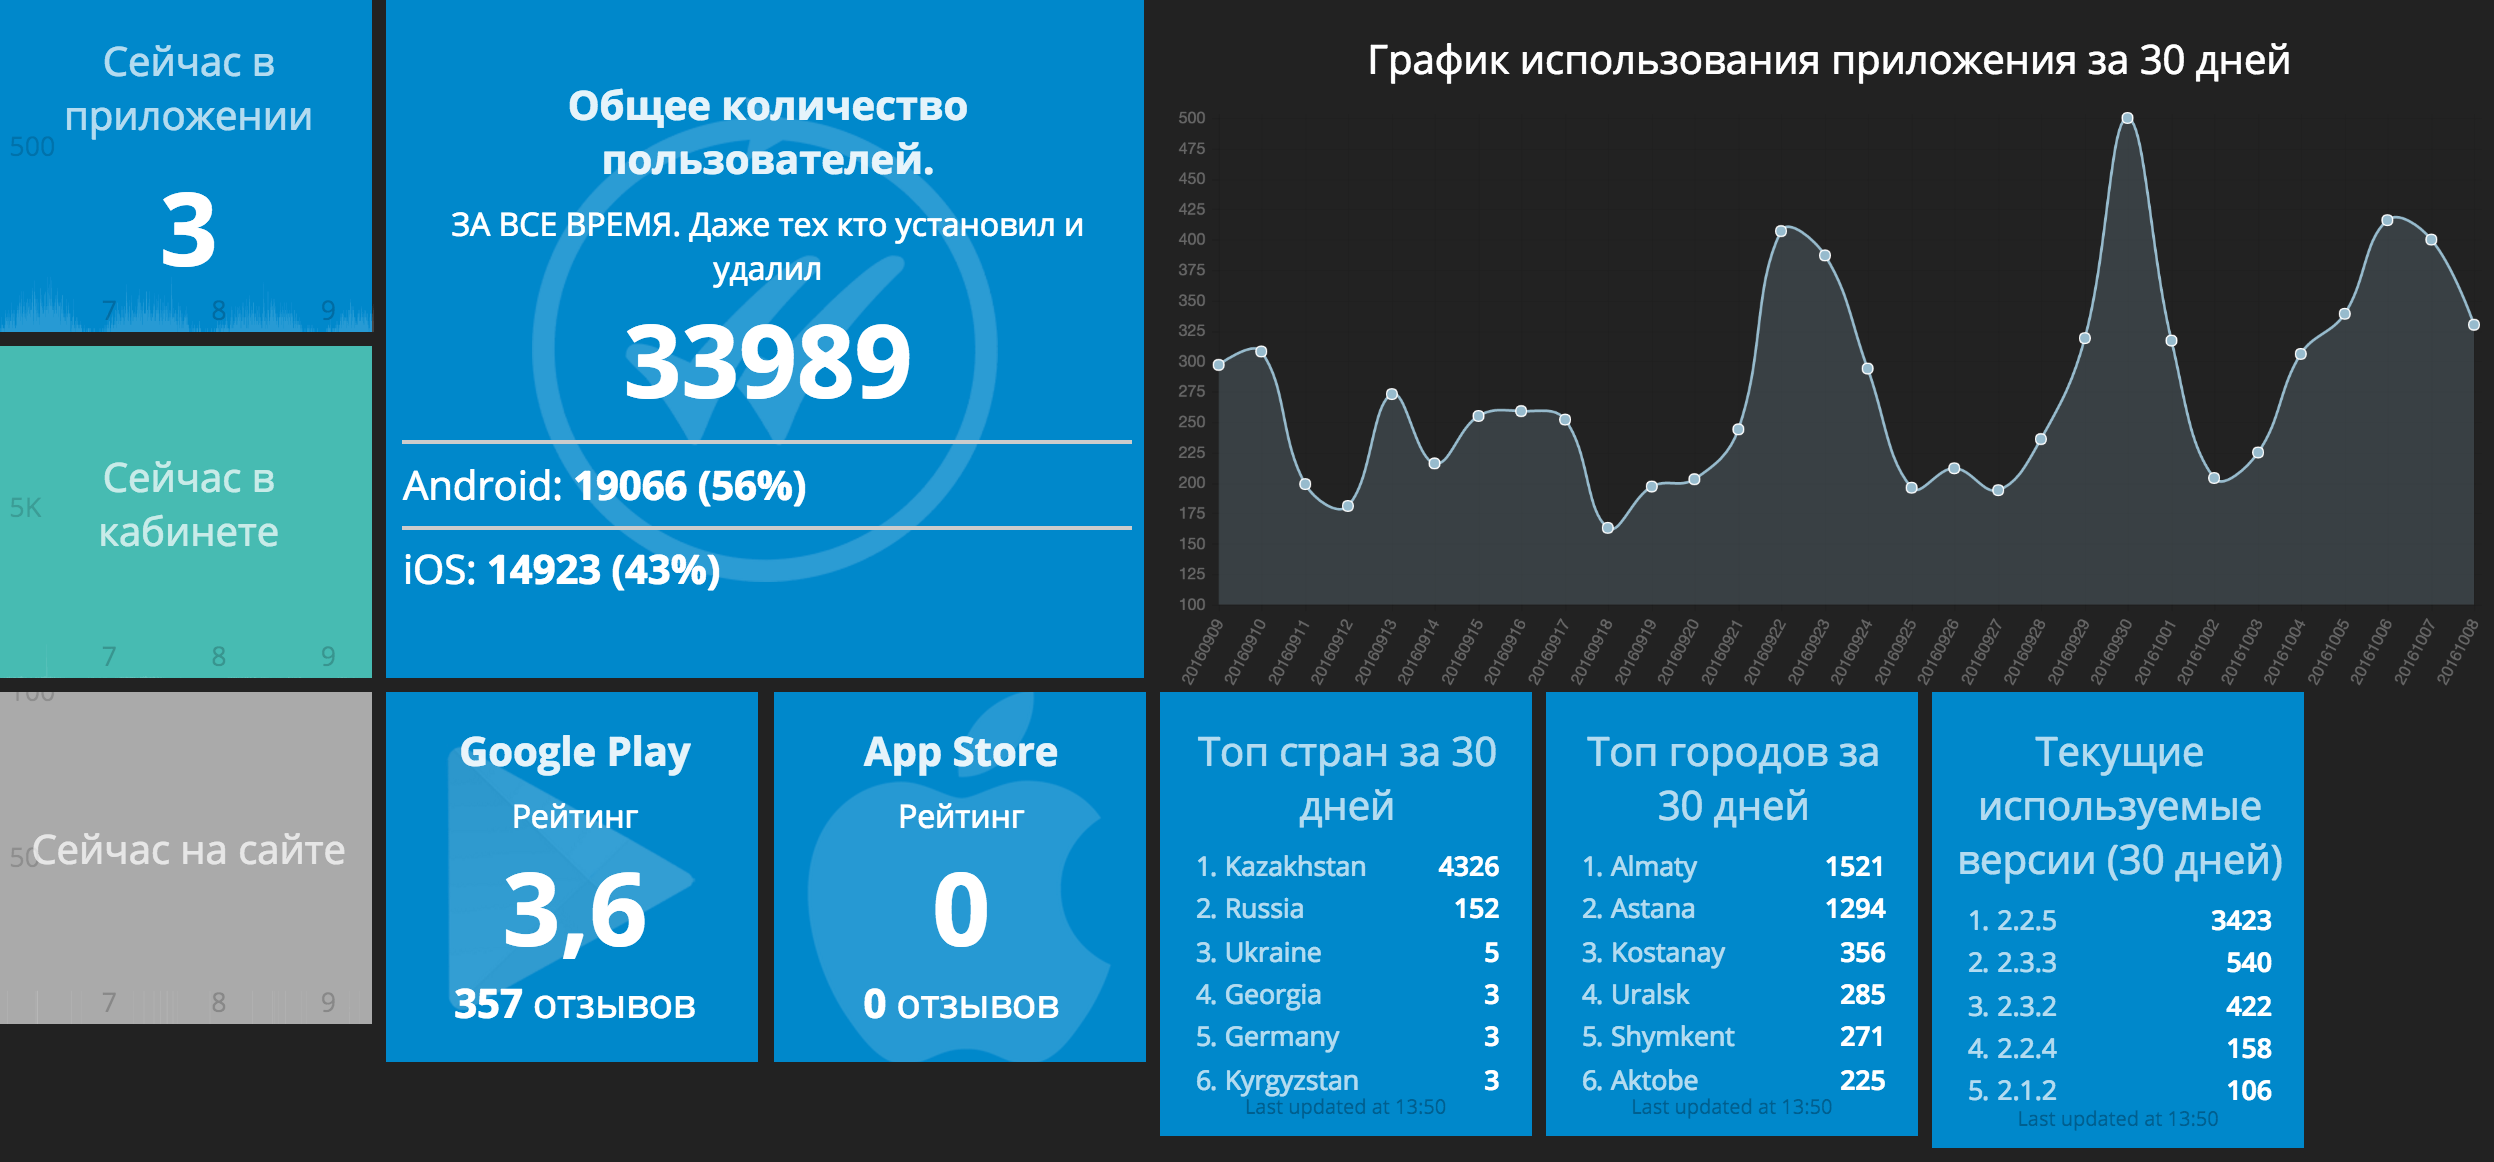 Сейчас в
приложении
500
3
7 8 9
Сейчас в
кабинете
5K
7 8 9
100
50
Сейчас на сайте
7 8 9
Общее количество
пользователей.
ЗА ВСЕ ВРЕМЯ. Даже тех кто установил и
удалил
33989
Android: 19066 (56%)
iOS: 14923 (43%)
График использования приложения за 30 дней
500
475
450
425
400
375
350
325
300
275
250
225
200
175
150
125
100
20160909
20160910
20160911
20160912
20160913
20160914
20160915
20160916
20160917
20160918
20160919
20160920
20160921
20160922
20160923
20160924
20160925
20160926
20160927
20160928
20160929
20160930
20161001
20161002
20161003
20161004
20161005
20161006
20161007
20161008
Google Play
Рейтинг
3,6
357 отзывов
App Store
Рейтинг
0
0 отзывов
Топ стран за 30
дней
1. Kazakhstan 4326
2. Russia 152
3. Ukraine 5
4. Georgia 3
5. Germany 3
6. Kyrgyzstan 3
Last updated at 13:50
Топ городов за
30 дней
1. Almaty 1521
2. Astana 1294
3. Kostanay 356
4. Uralsk 285
5. Shymkent 271
6. Aktobe 225
Last updated at 13:50
Текущие
используемые
версии (30 дней)
1. 2.2.5 3423
2. 2.3.3 540
3. 2.3.2 422
4. 2.2.4 158
5. 2.1.2 106
Last updated at 13:50